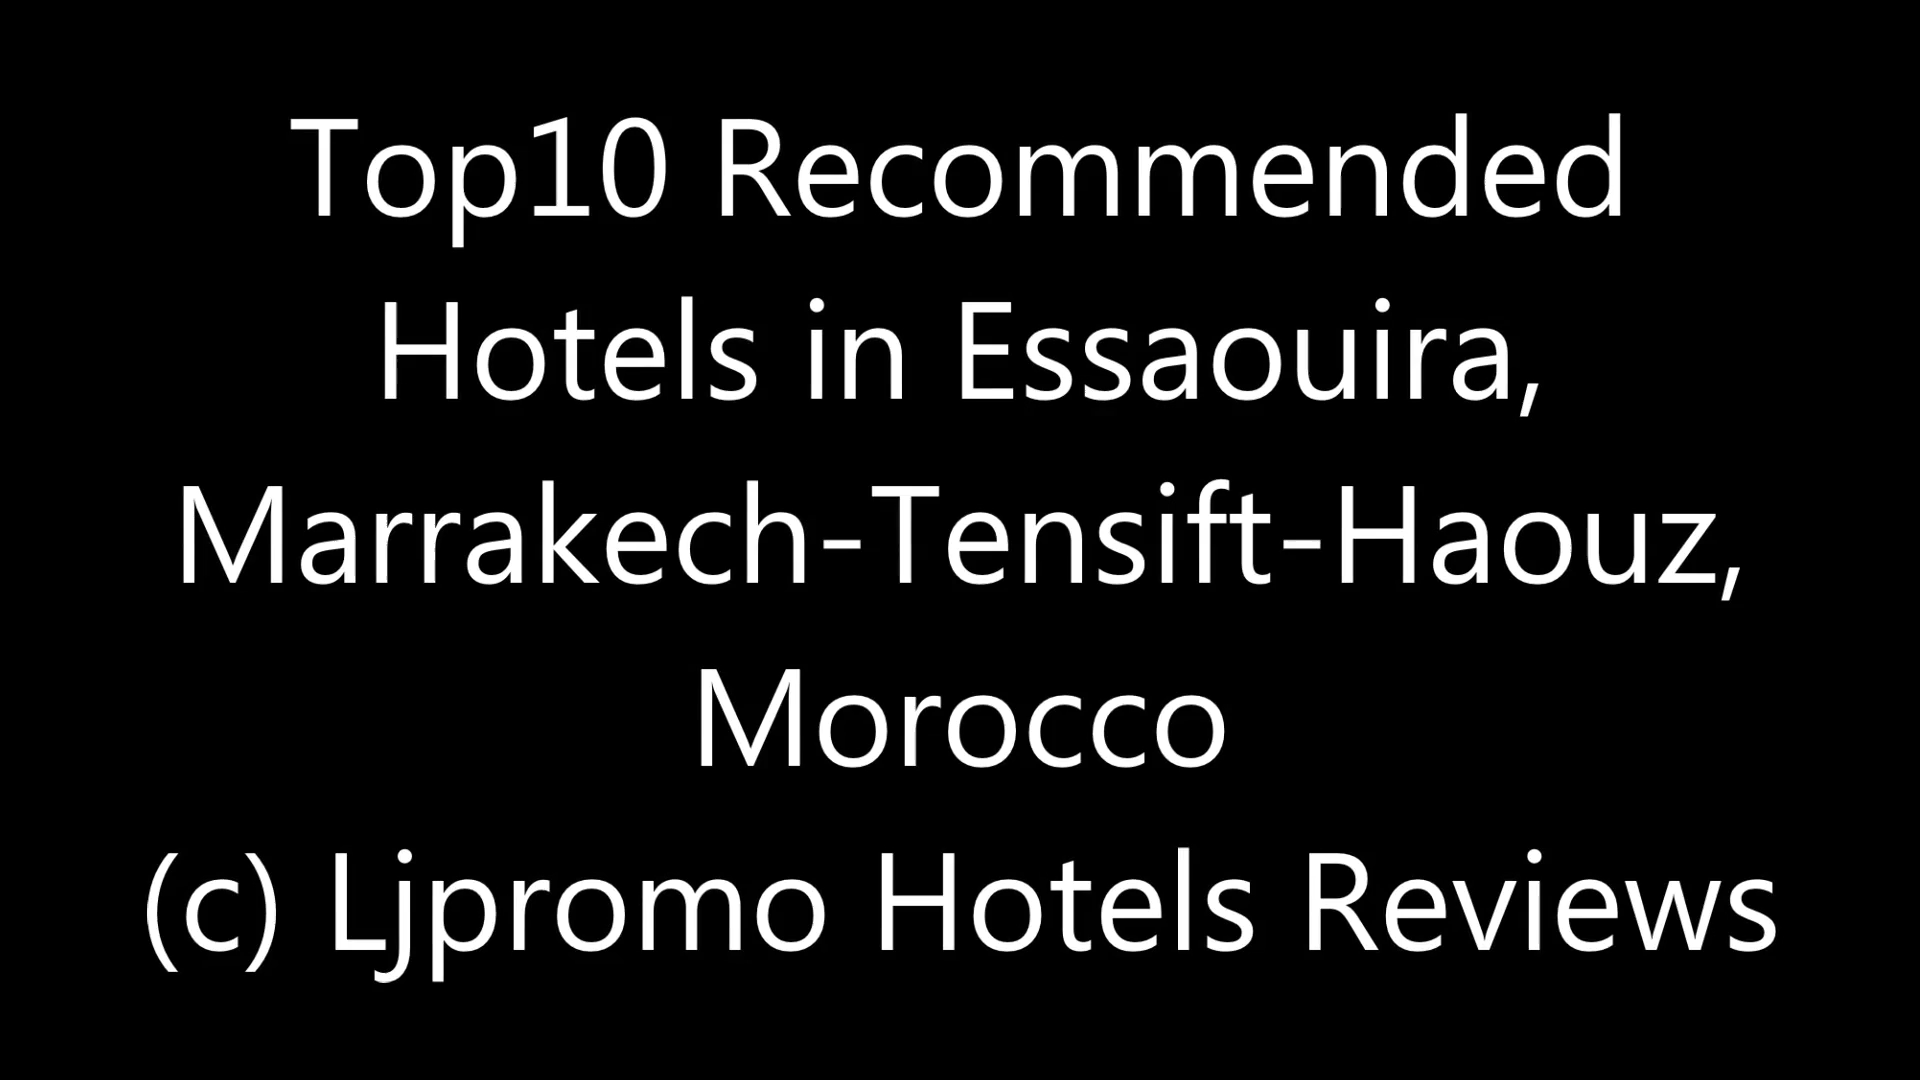 Top10 Recommended
Hotels in Essaouira,
Marrakech-Tensift-Haouz,
Morocco
(c) Ljpromo Hotels Reviews